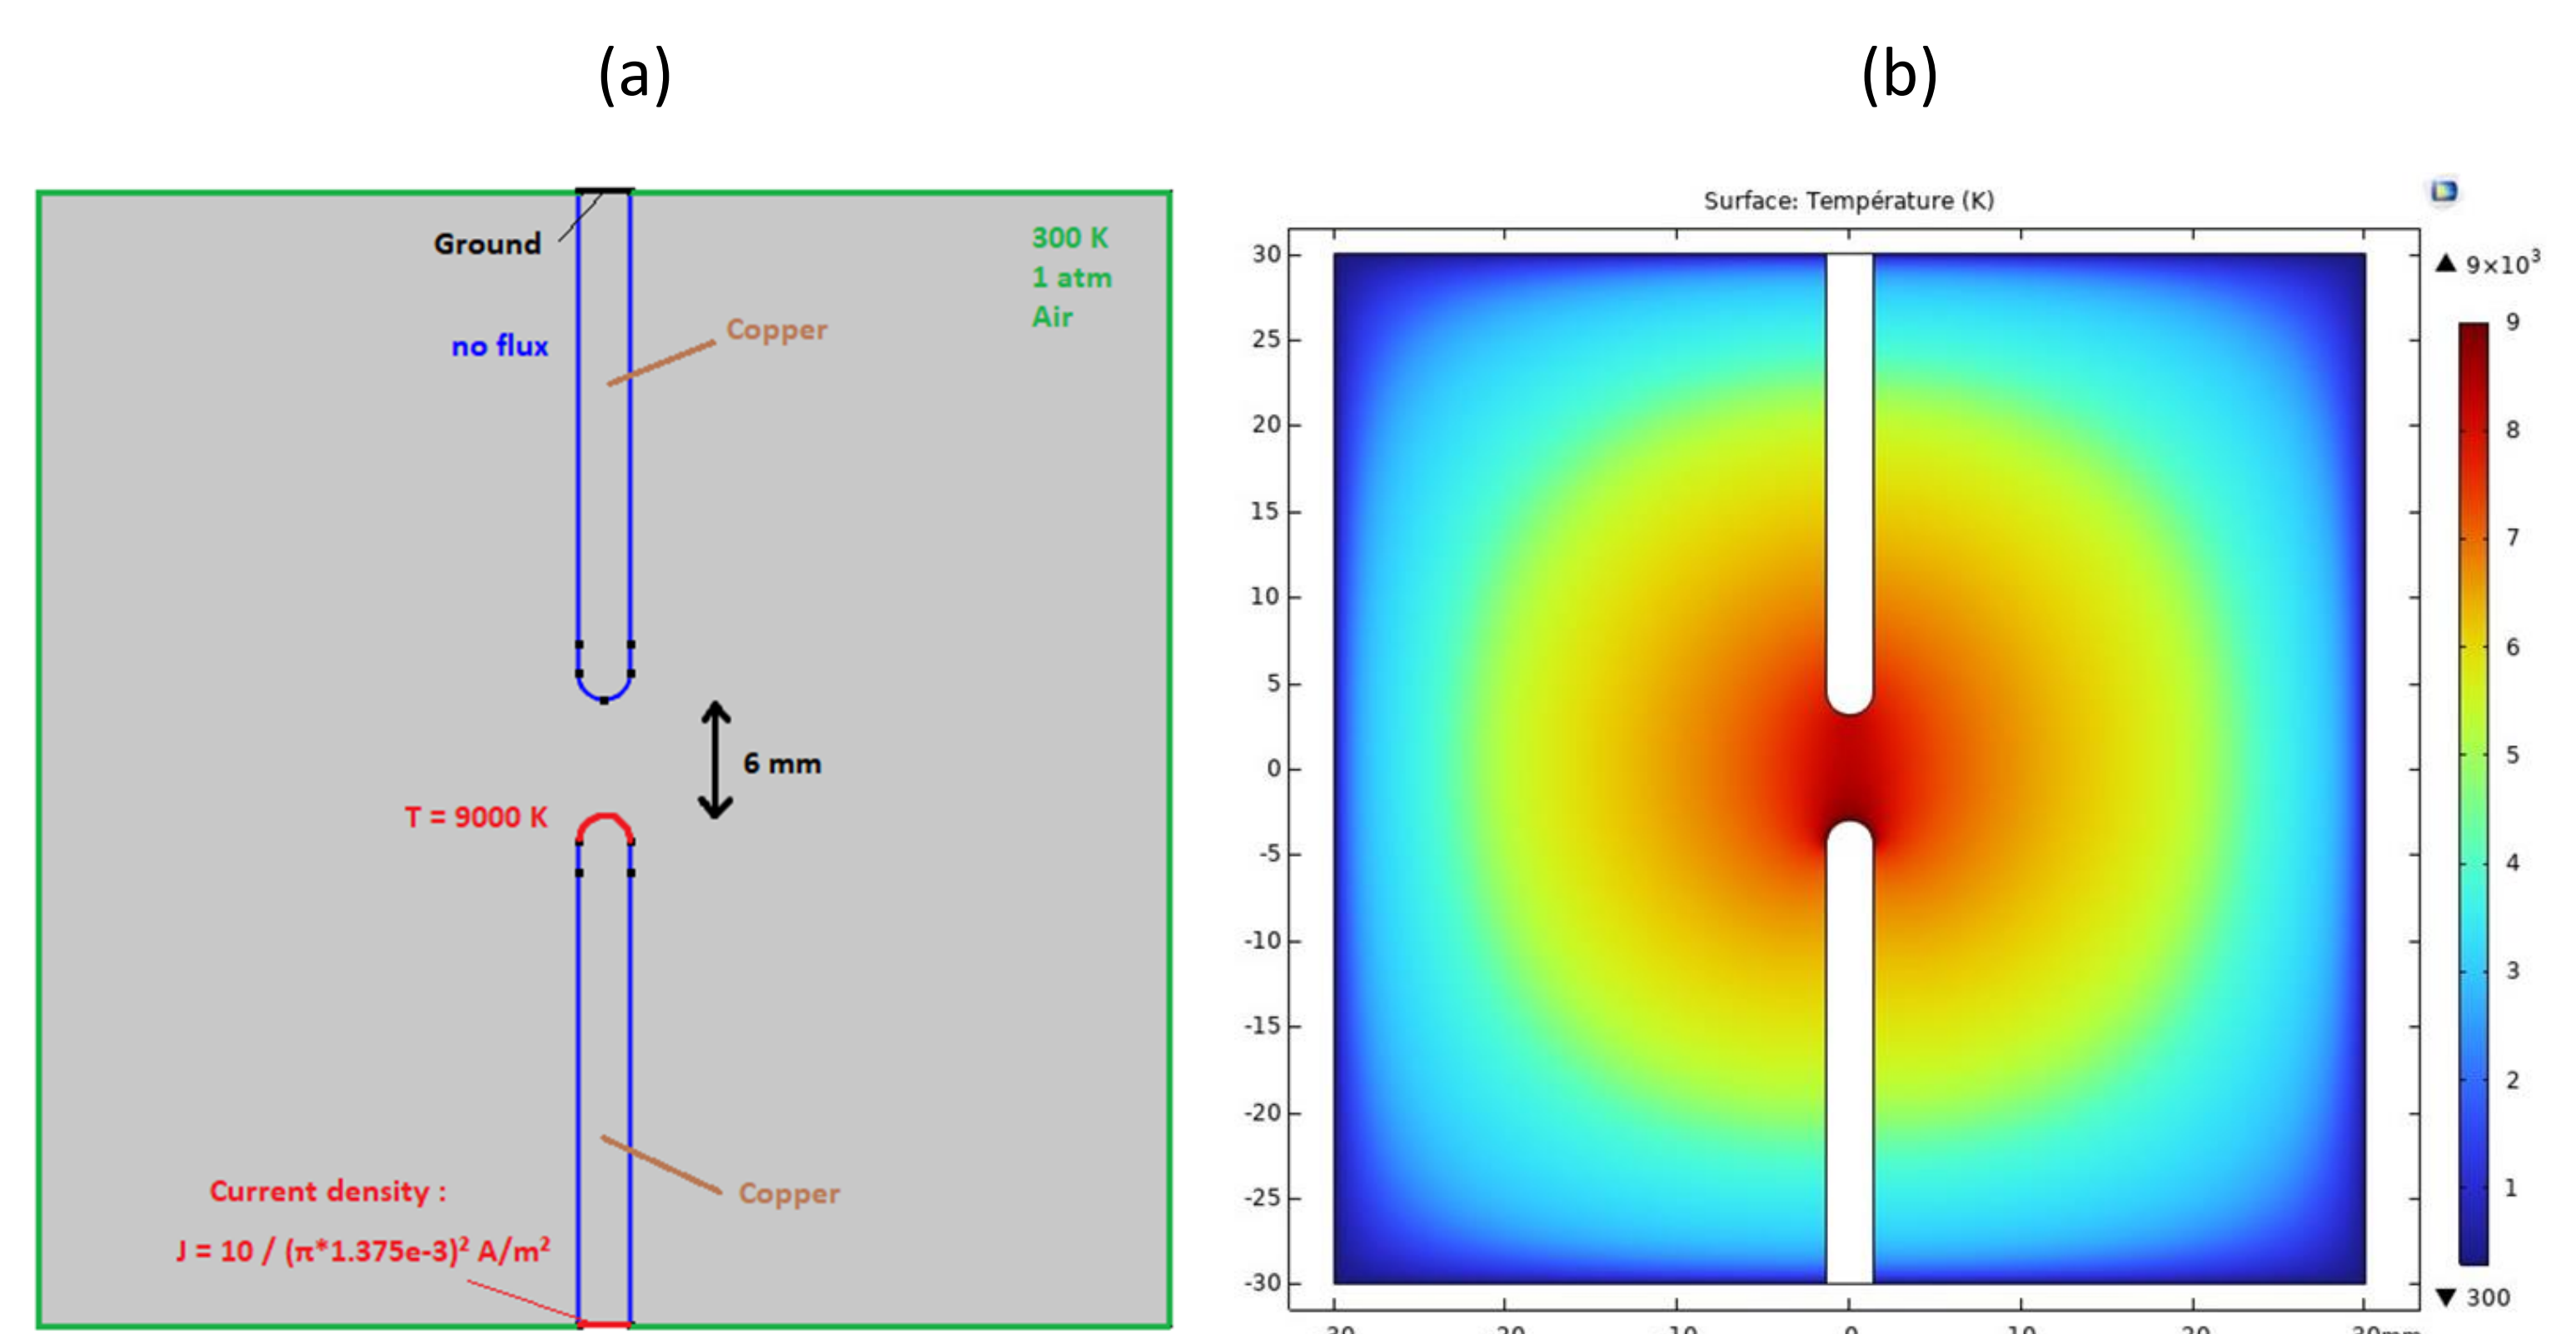 (a)
Ground
no flux
Copper
300 K
1 atm
Air
6 mm
T = 9000 K
Copper
Current density :
J = 10 / (π*1.375e-3)² A/m²
(b)
Surface: Température (K)
30
25
20
15
10
5
0
-5
-10
-15
-20
-25
-30
0
▲ 9×10³
9
8
7
6
5
4
3
2
1
▼ 300